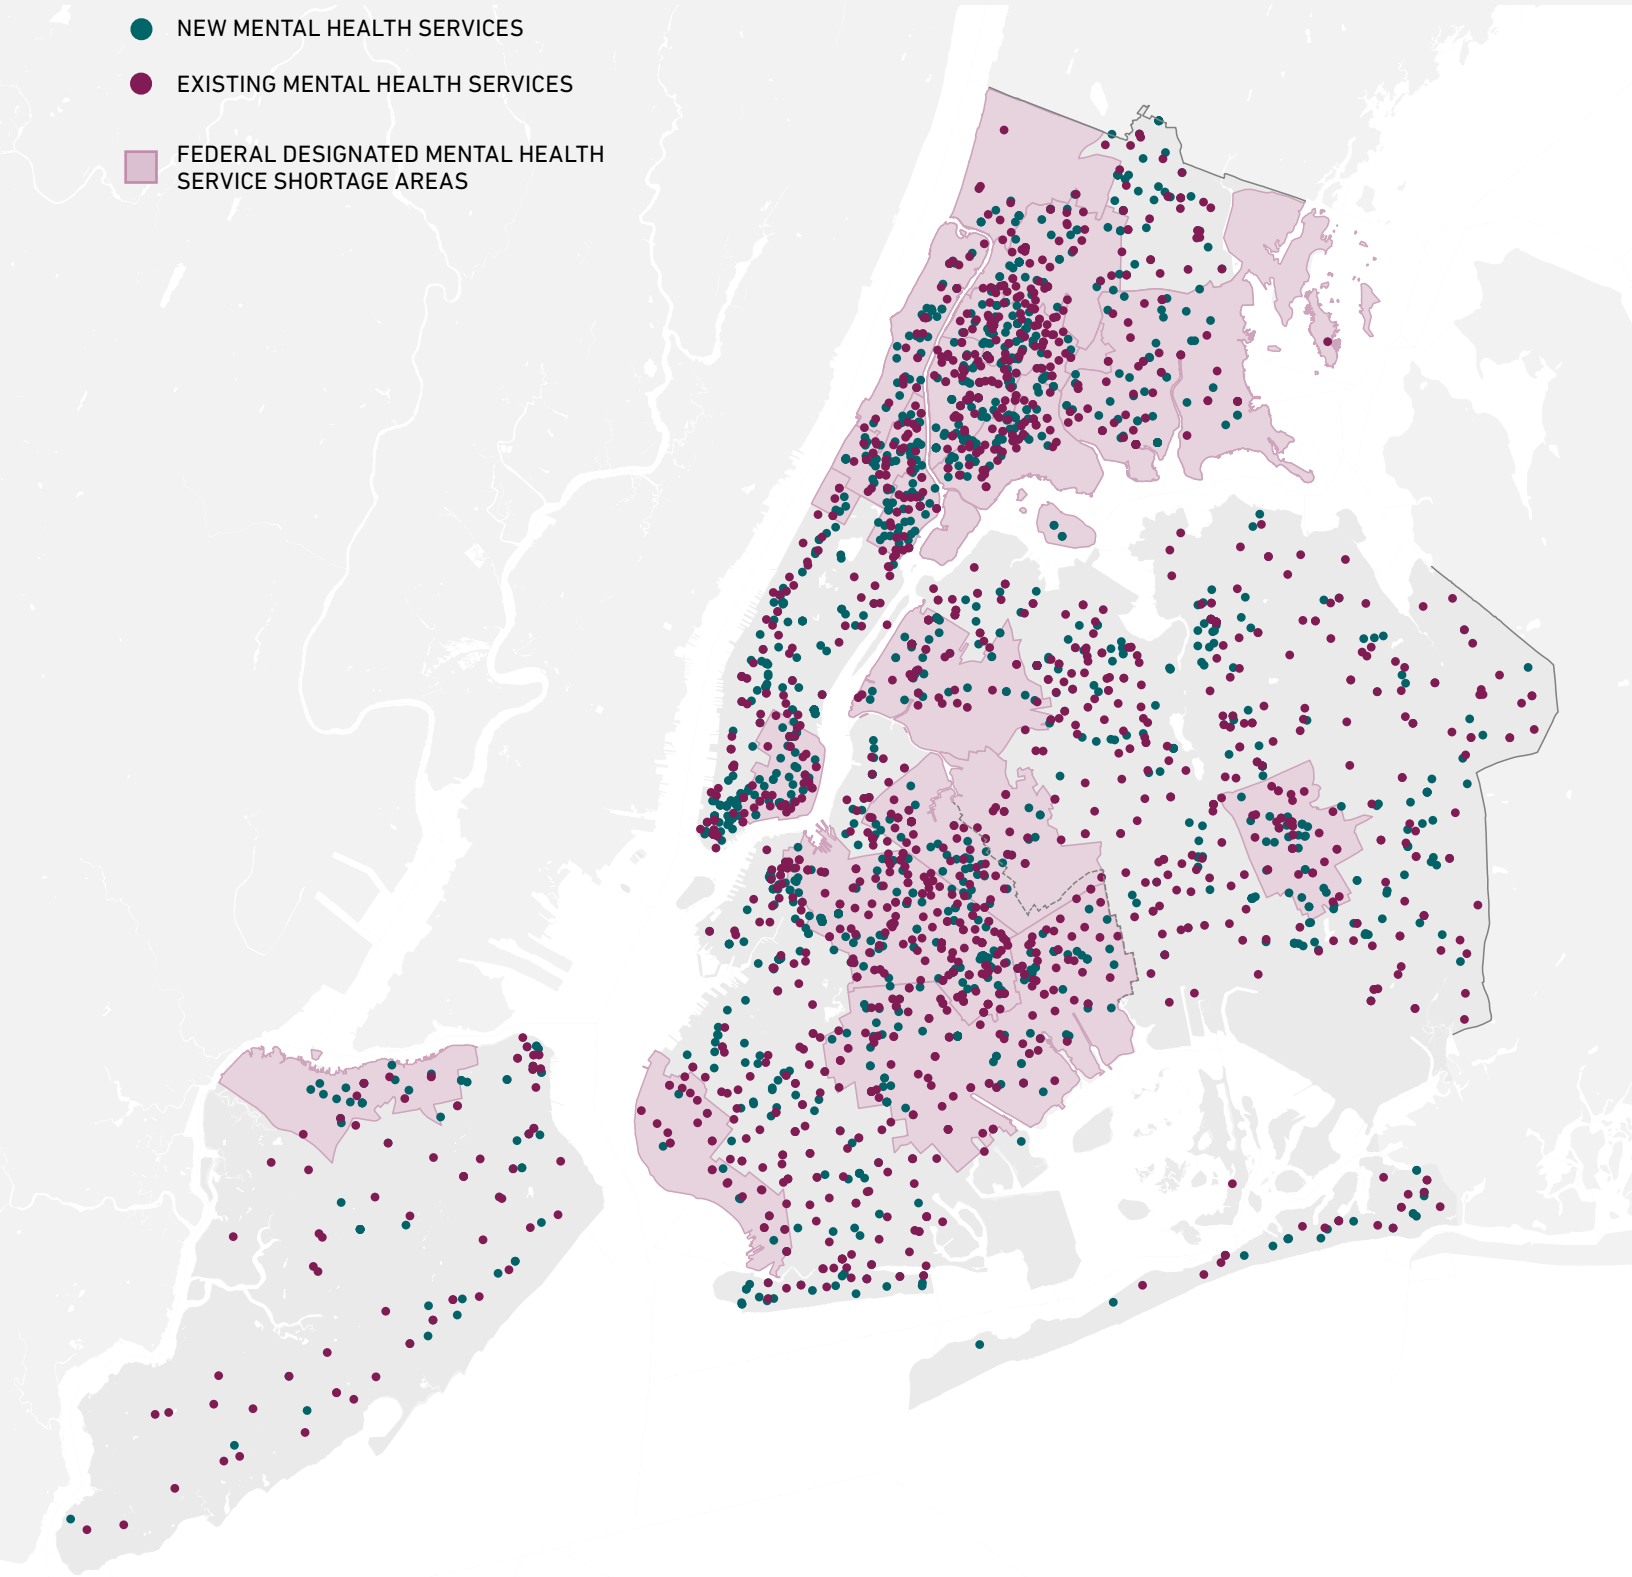 NEW MENTAL HEALTH SERVICES
EXISTING MENTAL HEALTH SERVICES
FEDERAL DESIGNATED MENTAL HEALTH
SERVICE SHORTAGE AREAS